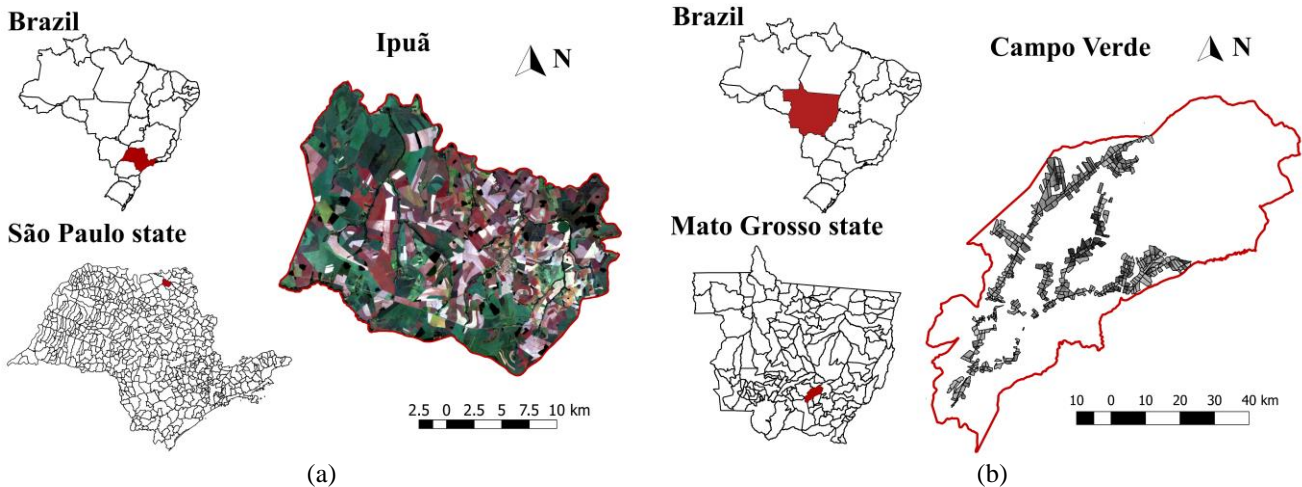 Brazil
Ipuã
N
São Paulo state
2.5 0 2.5 5 7.5 10 km
(a)
Brazil
Campo Verde
N
Mato Grosso state
10 0 10 20 30 40 km
(b)